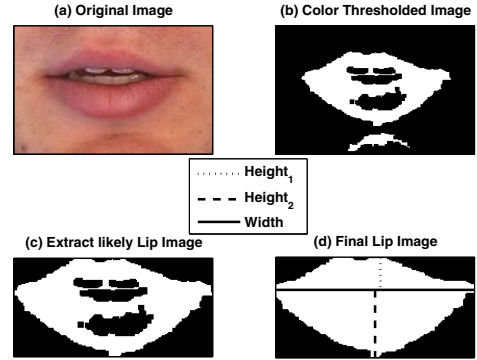 (a) Original Image
(b) Color Thresholded Image
Height1
Height2
Width
(c) Extract likely Lip Image
(d) Final Lip Image